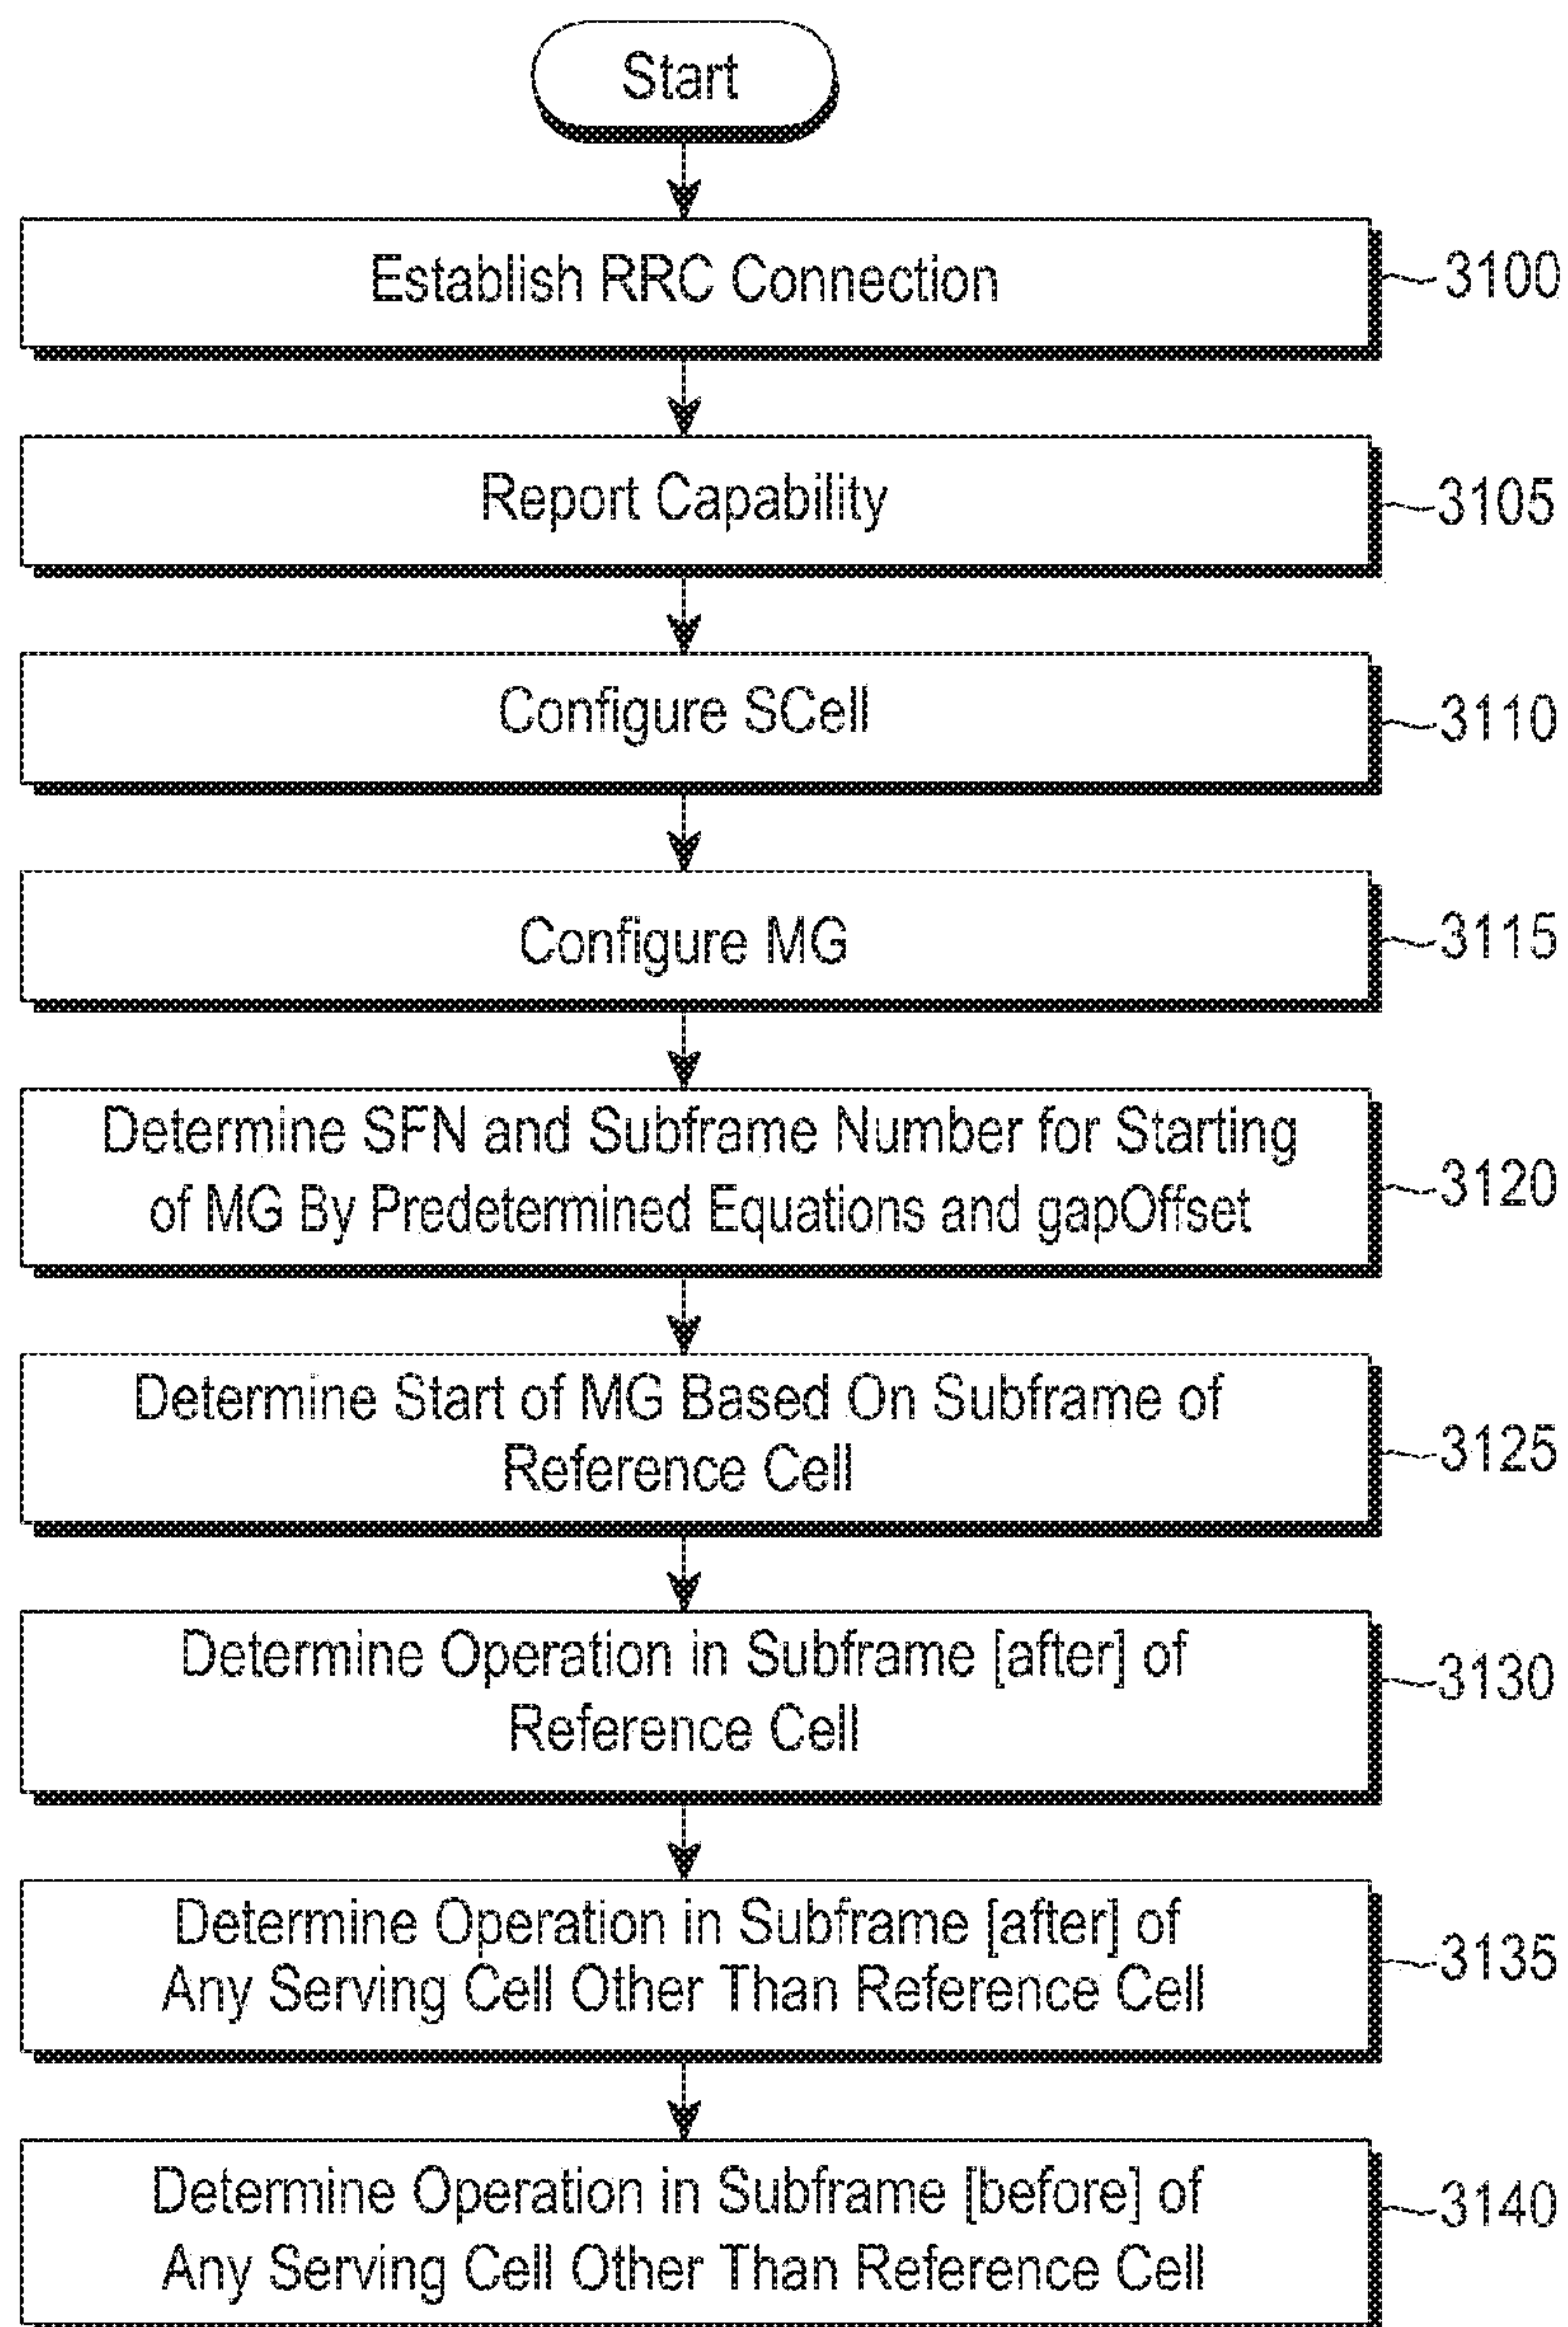 Start
Establish RRC Connection
3100
Report Capability
3105
Configure SCell
3110
Configure MG
3115
Determine SFN and Subframe Number for Starting
of MG By Predetermined Equations and gapOffset
3120
Determine Start of MG Based On Subframe of
Reference Cell
3125
Determine Operation in Subframe [after] of
Reference Cell
3130
Determine Operation in Subframe [after] of
Any Serving Cell Other Than Reference Cell
3135
Determine Operation in Subframe [before] of
Any Serving Cell Other Than Reference Cell
3140